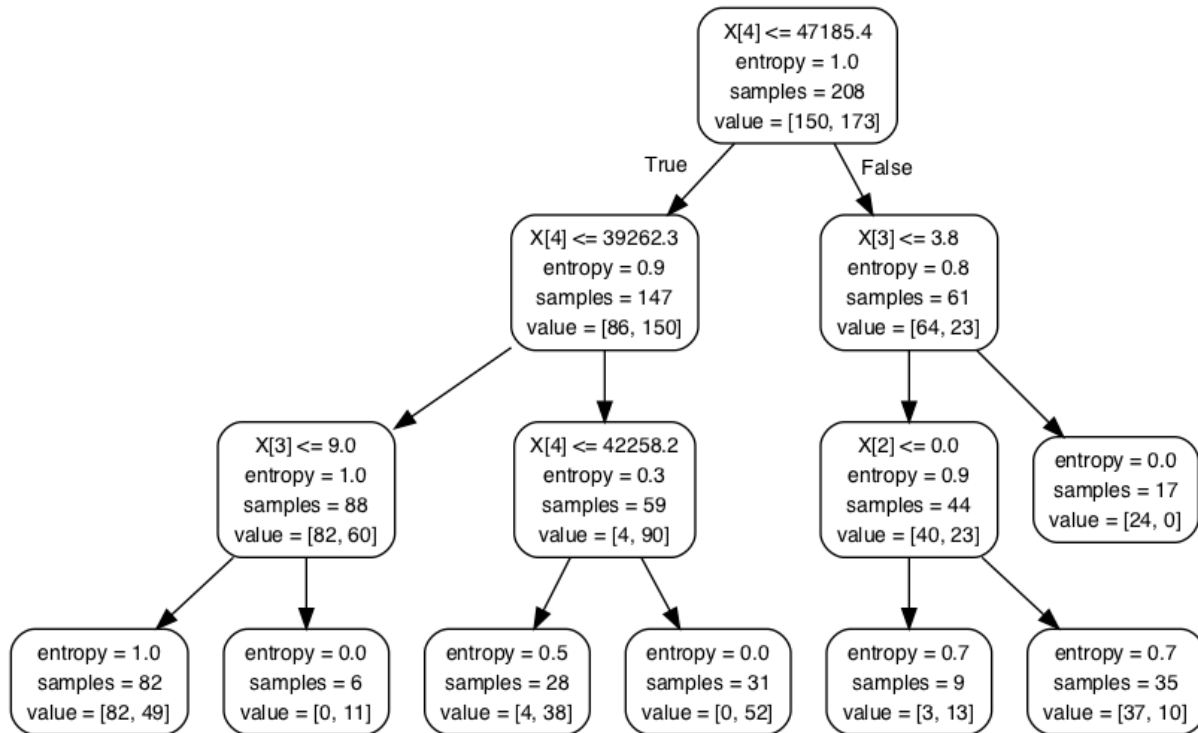 X[4] <= 47185.4
entropy = 1.0
samples = 208
value = [150, 173]
True
False
X[4] <= 39262.3
entropy = 0.9
samples = 147
value = [86, 150]
X[3] <= 3.8
entropy = 0.8
samples = 61
value = [64, 23]
X[3] <= 9.0
entropy = 1.0
samples = 88
value = [82, 60]
X[4] <= 42258.2
entropy = 0.3
samples = 59
value = [4, 90]
X[2] <= 0.0
entropy = 0.9
samples = 44
value = [40, 23]
entropy = 0.0
samples = 17
value = [24, 0]
entropy = 1.0
samples = 82
value = [82, 49]
entropy = 0.0
samples = 6
value = [0, 11]
entropy = 0.5
samples = 28
value = [4, 38]
entropy = 0.0
samples = 31
value = [0, 52]
entropy = 0.7
samples = 9
value = [3, 13]
entropy = 0.7
samples = 35
value = [37, 10]